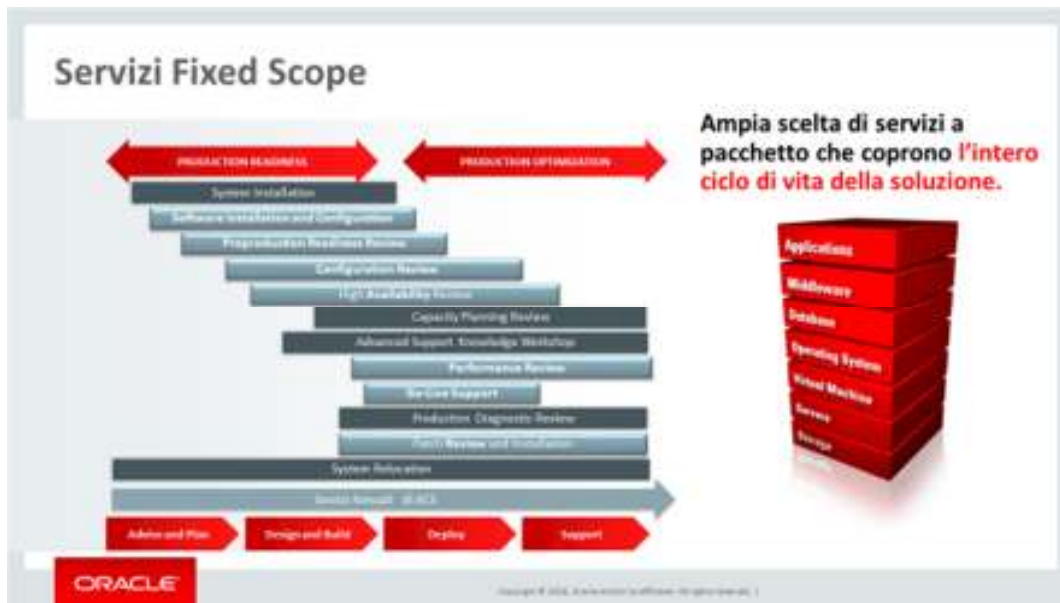 Servizi Fixed Scope
PRODUCTION READINESS
PRODUCTION OPTIMIZATION
System Installation
Software Installation and Configuration
Preproduction Readiness Review
Configuration Review
High Availability Review
Capacity Planning Review
Advanced Support Knowledge Workshop
Performance Review
Go-Live Support
Production Diagnostic Review
Patch Review and Installation
System Relocation
Advise and Plan
Design and Build
Deploy
Support
Ampia scelta di servizi a
pacchetto che coprono l'intero
ciclo di vita della soluzione.
Applications
Middleware
Database
Operating System
Virtual Machine
Servers
Storage
ORACLE